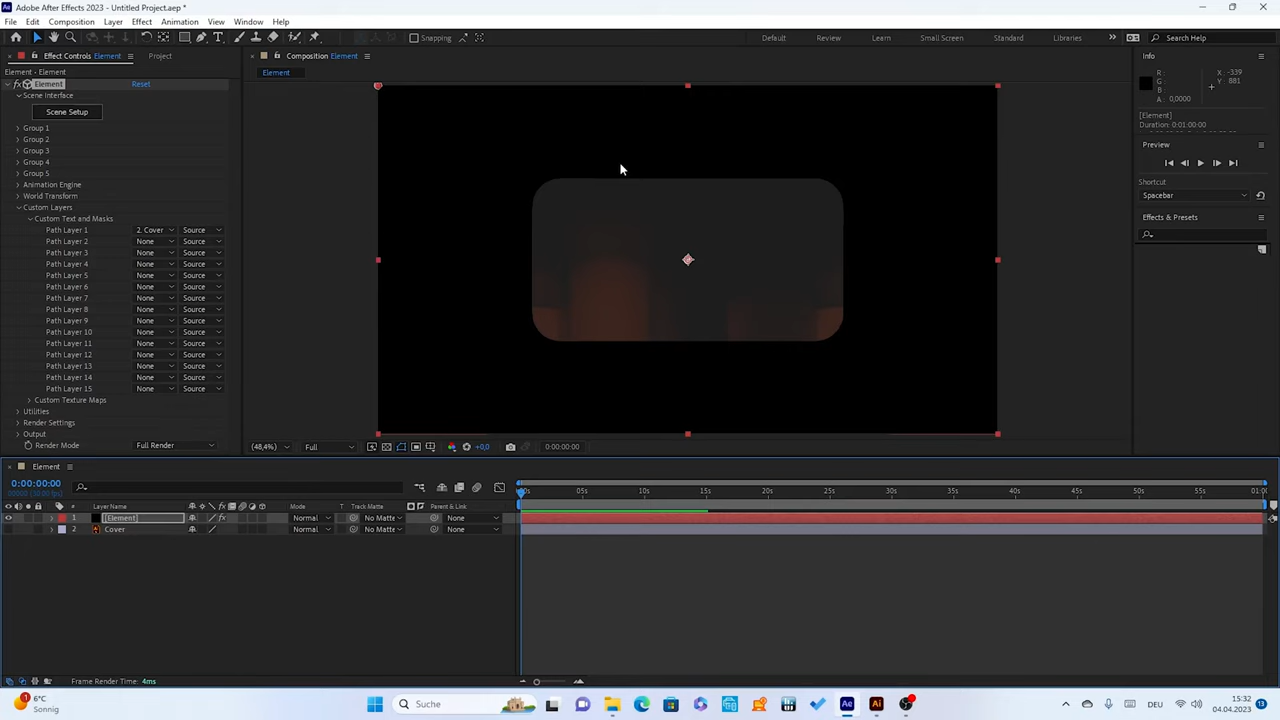 Adobe After Effects 2023 - Untitled Project.aep *
File Edit Composition Layer Effect Animation View Window Help
Snapping Default Review Learn Small Screen Standard Libraries Search Help
Effect Controls Element Project Composition Element Info
Element • Element Element
Element Reset
Scene Interface
Scene Setup
Group 1
Group 2
Group 3
Group 4
Group 5
Animation Engine
World Transform
Custom Layers
Custom Text and Masks
Path Layer 1 2. Cover Source
Path Layer 2 None Source
Path Layer 3 None Source
Path Layer 4 None Source
Path Layer 5 None Source
Path Layer 6 None Source
Path Layer 7 None Source
Path Layer 8 None Source
Path Layer 9 None Source
Path Layer 10 None Source
Path Layer 11 None Source
Path Layer 12 None Source
Path Layer 13 None Source
Path Layer 14 None Source
Path Layer 15 None Source
Custom Texture Maps
Utilities
Render Settings
Output
Render Mode Full Render
(48,4%) Full +0,0 0:00:00:00
R :
G :
B :
A : 0,0000
X : -339
Y : 881
[Element]
Duration: 0:01:00:00
Preview
Shortcut
Spacebar
Effects & Presets
Element
0:00:00:00
05s 10s 15s 20s 25s 30s 35s 40s 45s 50s 55s
# Layer Name T Mode Track Matte Parent & Link
1 [Element] Normal No Matte None
2 Cover Normal No Matte None
Frame Render Time: 4ms
6°C
Sonnig
Suche
DEU
15:32
04.04.2023